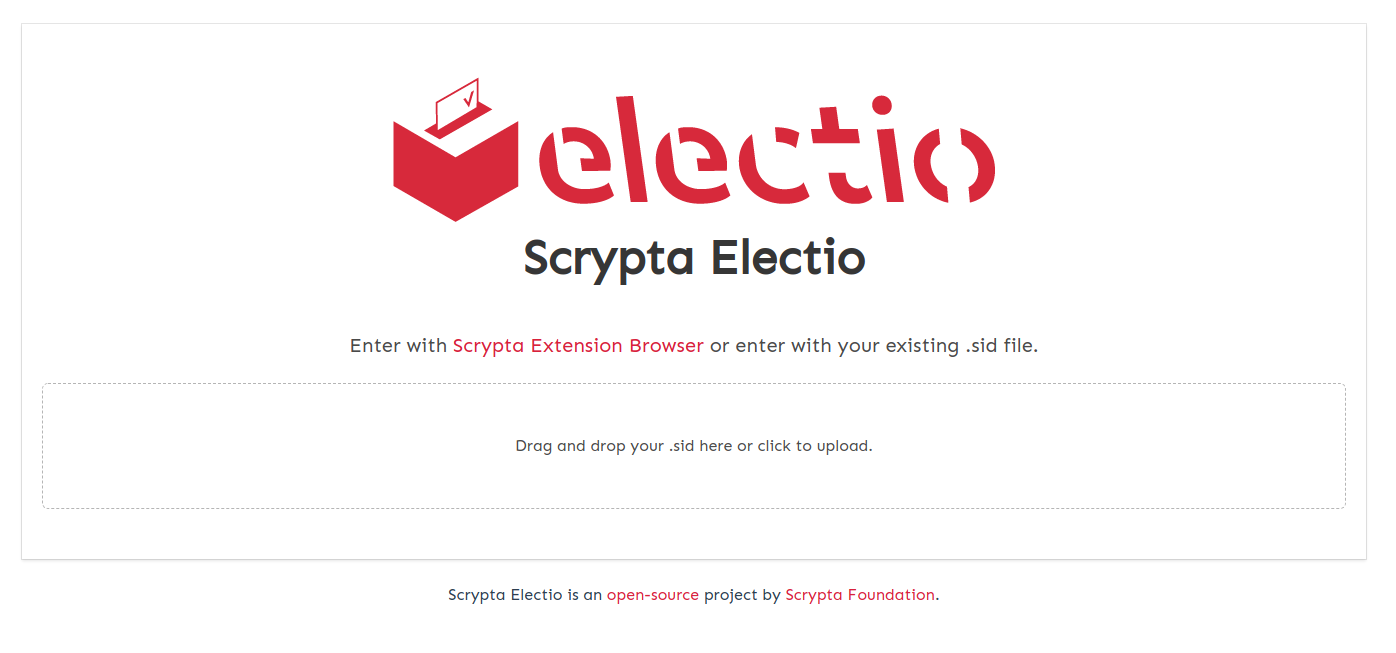 electio
Scrypta Electio
Enter with Scrypta Extension Browser or enter with your existing .sid file.
Drag and drop your .sid here or click to upload.
Scrypta Electio is an open-source project by Scrypta Foundation.